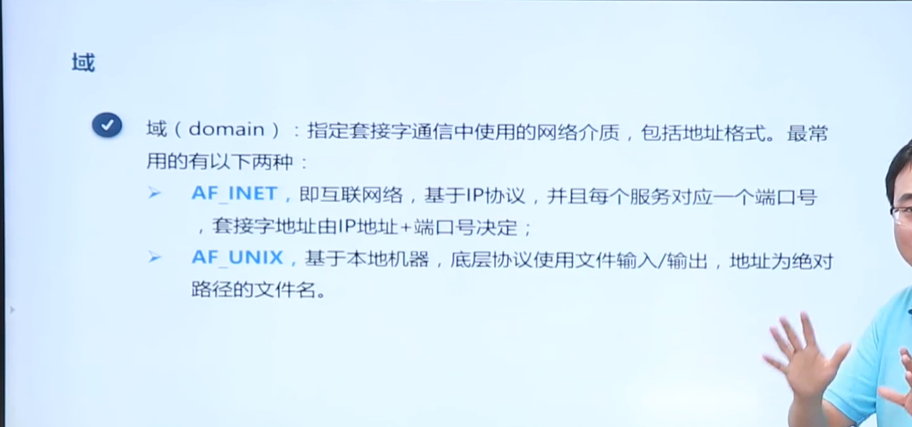 域
域（domain）：指定套接字通信中使用的网络介质，包括地址格式。最常
用的有以下两种：
AF_INET，即互联网络，基于IP协议，并且每个服务对应一个端口号
，套接字地址由IP地址+端口号决定；
AF_UNIX，基于本地机器，底层协议使用文件输入/输出，地址为绝对
路径的文件名。